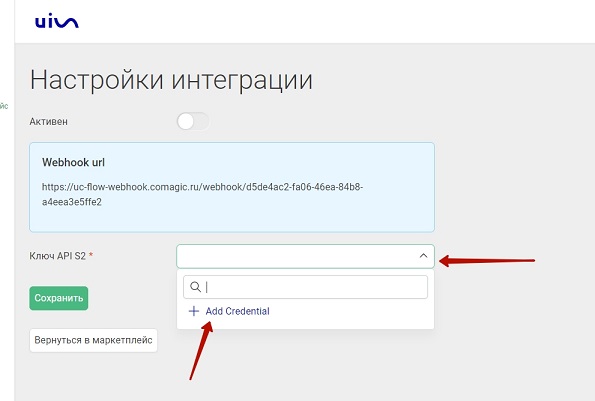 uis
Настройки интеграции
йс
Активен
Webhook url
https://uc-flow-webhook.comagic.ru/webhook/d5de4ac2-fa06-46ea-84b8-
a4eea3e5ffe2
Ключ API S2 *
Add Credential
Сохранить
Вернуться в маркетплейс